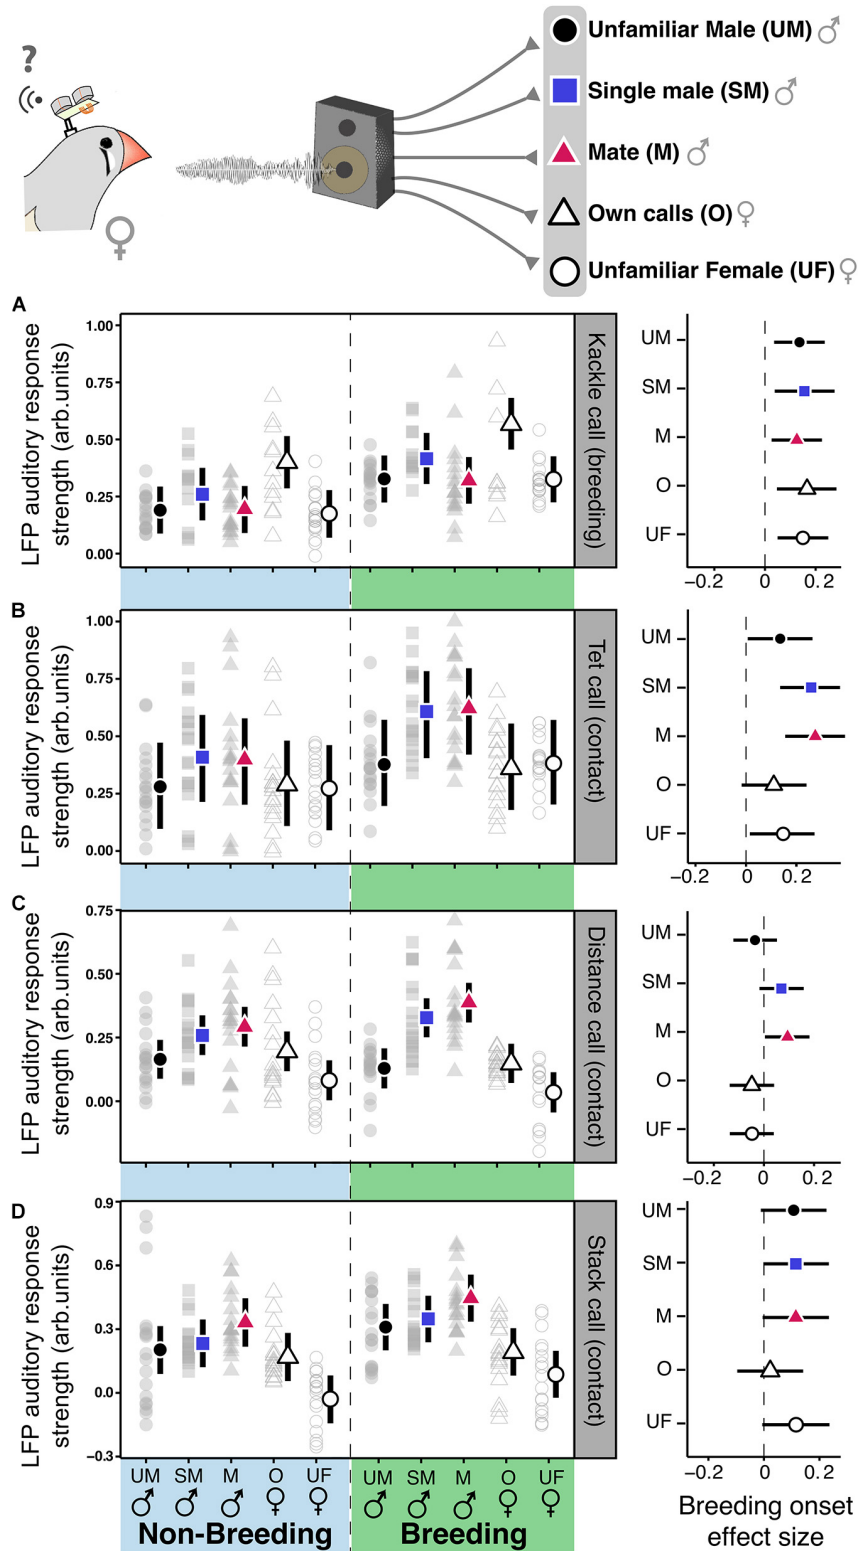 ?
Unfamiliar Male (UM) ♂
Single male (SM) ♂
Mate (M) ♂
Own calls (O) ♀
Unfamiliar Female (UF) ♀
♀
A
LFP auditory response
strength (arb.units)
1.00
0.75
0.50
0.25
0.00
Kackle call (breeding)
UM
SM
M
O
UF
−0.2 0 0.2
B
LFP auditory response
strength (arb.units)
1.00
0.75
0.50
0.25
0.00
Tet call (contact)
UM
SM
M
O
UF
−0.2 0 0.2
C
LFP auditory response
strength (arb.units)
0.75
0.50
0.25
0.00
Distance call (contact)
UM
SM
M
O
UF
−0.2 0 0.2
D
LFP auditory response
strength (arb.units)
0.9
0.6
0.3
0.0
−0.3
Stack call (contact)
UM
SM
M
O
UF
−0.2 0 0.2
UM SM M O UF UM SM M O UF
♂ ♂ ♂ ♀ ♀ ♂ ♂ ♂ ♀ ♀
Non-Breeding Breeding
Breeding onset
effect size